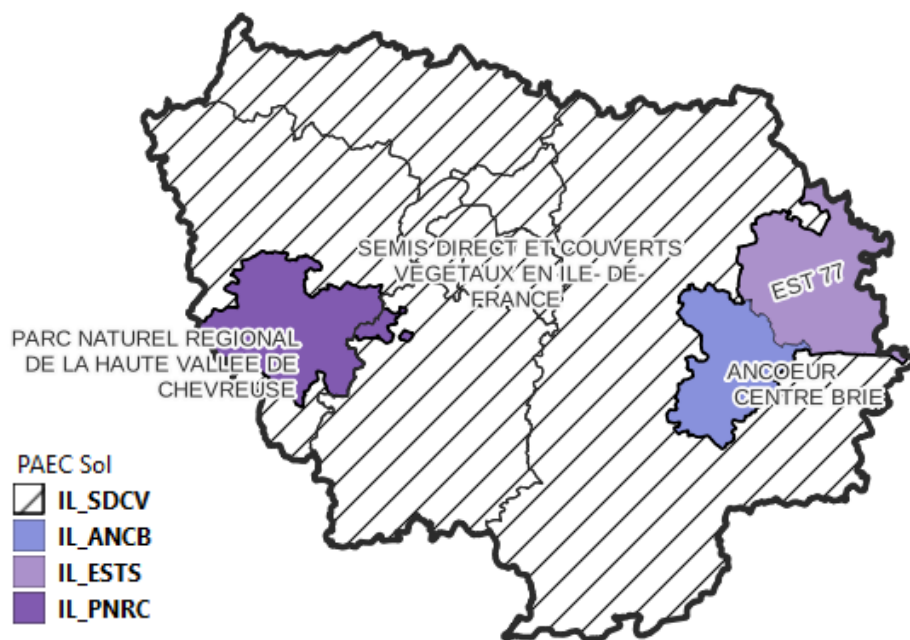 SEMIS DIRECT ET COUVERTS
VEGETAUX EN ILE- DE-
FRANCE
EST 77
PARC NATUREL REGIONAL
DE LA HAUTE VALLEE DE
CHEVREUSE
ANCOEUR
CENTRE BRIE
PAEC Sol
IL_SDCV
IL_ANCB
IL_ESTS
IL_PNRC